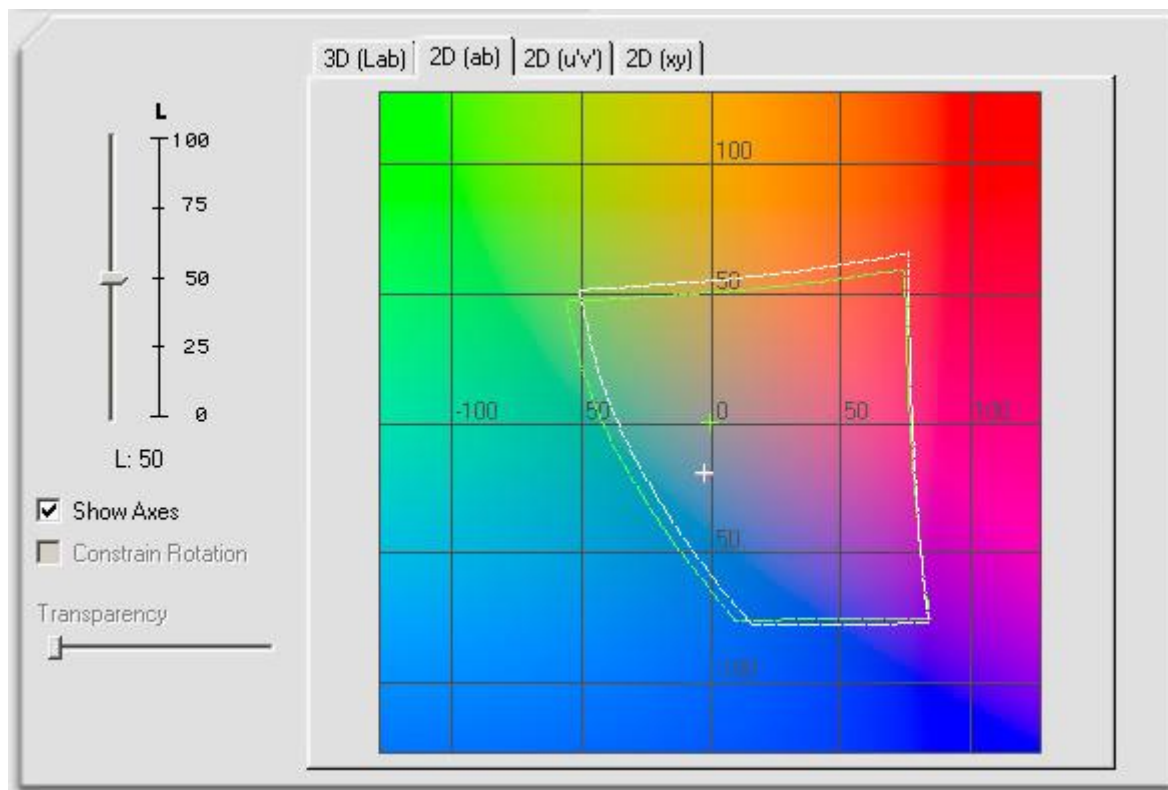 3D (Lab) 2D (ab) 2D (u'v') 2D (xy)
L
100
75
50
25
0
L: 50
Show Axes
Constrain Rotation
Transparency
100
50
-100 50 0 50 100
50
-100